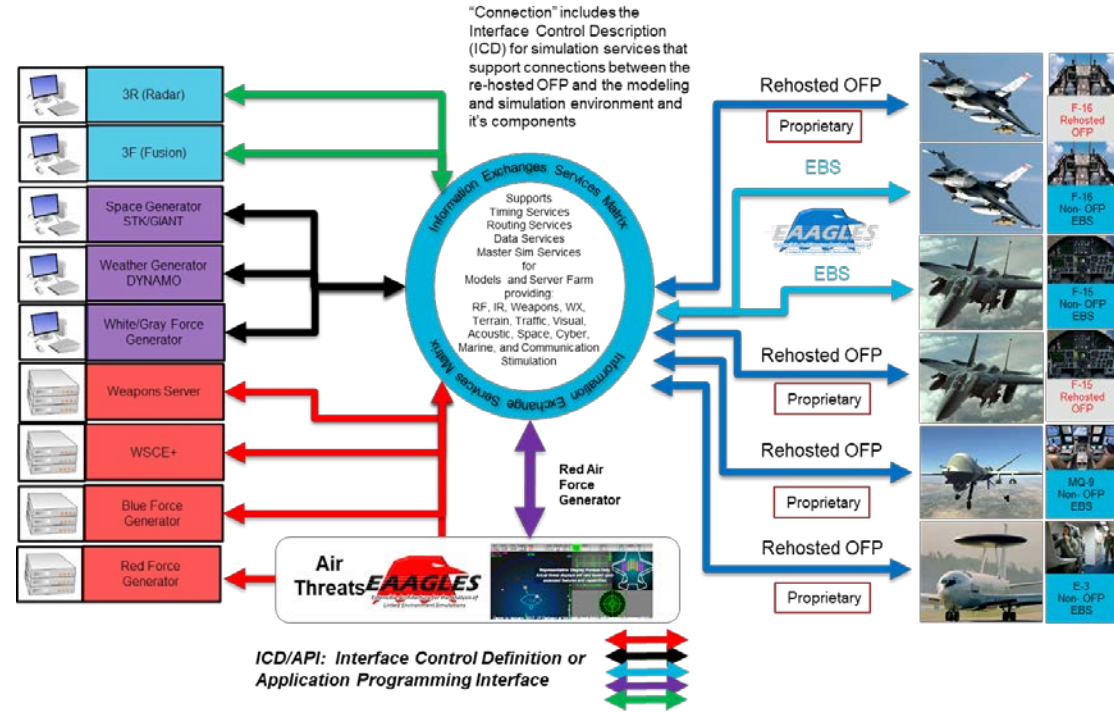 “Connection” includes the
Interface Control Description
(ICD) for simulation services that
support connections between the
re-hosted OFP and the modeling
and simulation environment and
it’s components
3R (Radar)
3F (Fusion)
Space Generator
STK/GIANT
Weather Generator
DYNAMO
White/Gray Force
Generator
Weapons Server
WSCE+
Blue Force
Generator
Red Force
Generator
Information Exchanges Services Matrix
Supports
Timing Services
Routing Services
Data Services
Master Sim Services
for
Models and Server Farm
providing:
RF, IR, Weapons, WX,
Terrain, Traffic, Visual,
Acoustic, Space, Cyber,
Marine, and Communication
Stimulation
Information Exchange Services Matrix
Red Air
Force
Generator
Air
Threats
EAAGLES
Linked Environment Simulations
Rehosted OFP
Proprietary
EBS
EAAGLES
EBS
Rehosted OFP
Proprietary
Rehosted OFP
Proprietary
Rehosted OFP
Proprietary
F-16
Rehosted
OFP
F-16
Non- OFP
EBS
F-15
Non- OFP
EBS
F-15
Rehosted
OFP
MQ-9
Non- OFP
EBS
E-3
Non- OFP
EBS
ICD/API: Interface Control Definition or
Application Programming Interface